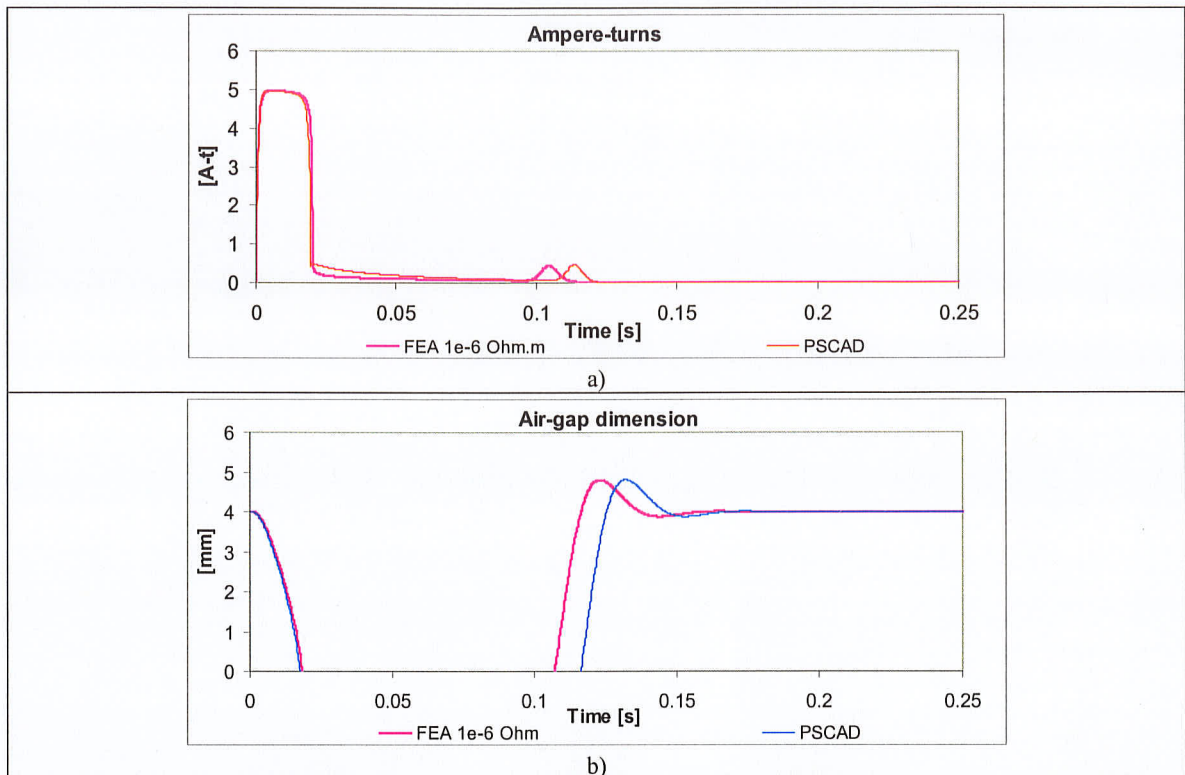 Ampere-turns
6
5
4
3
2
1
0
[A-t]
0 0.05 0.1 0.15 0.2 0.25
Time [s]
FEA 1e-6 Ohm.m PSCAD
a)
Air-gap dimension
6
5
4
3
2
1
0
[mm]
0 0.05 0.1 0.15 0.2 0.25
Time [s]
FEA 1e-6 Ohm PSCAD
b)